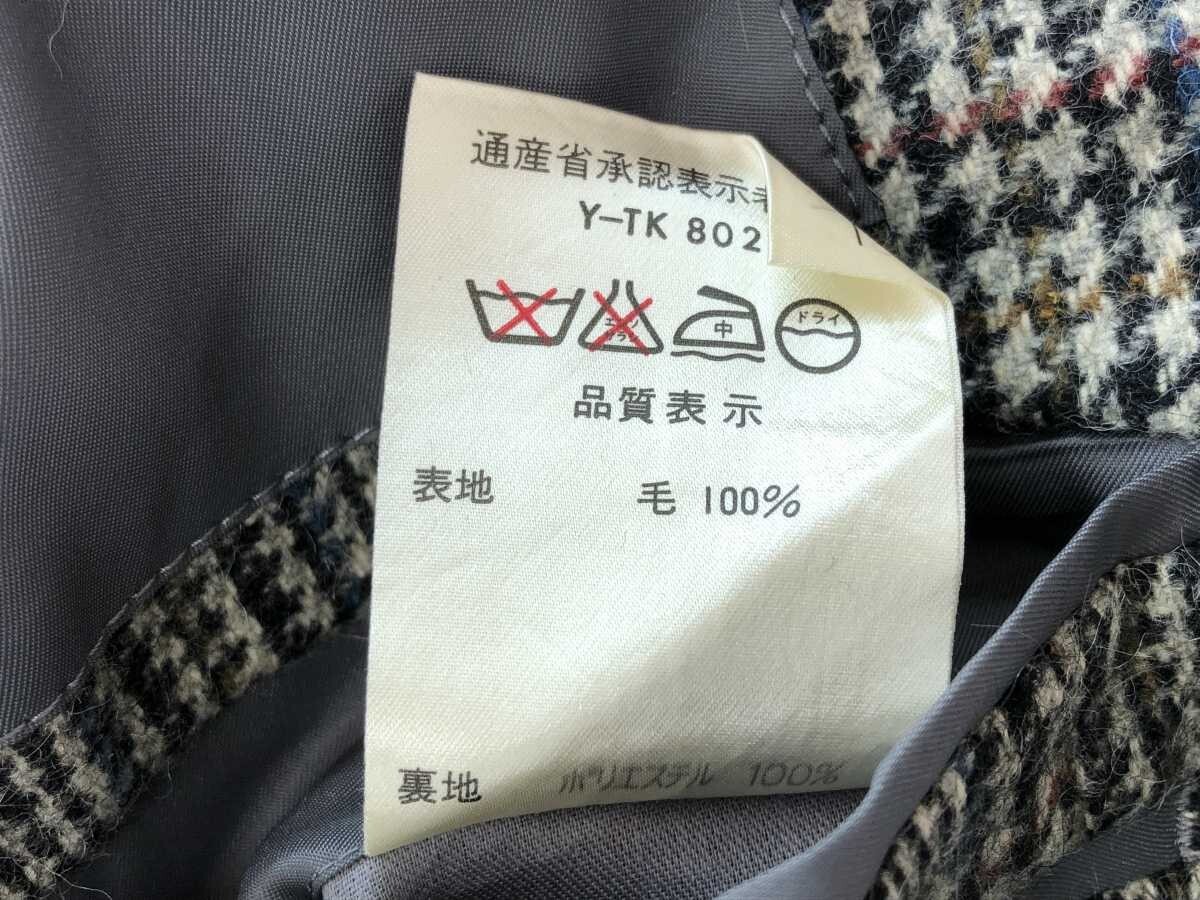 通産省承認表示
Y-TK 802
中 ドライ
品質表示
表地 毛 100%
裏地 ポリエステル 100%